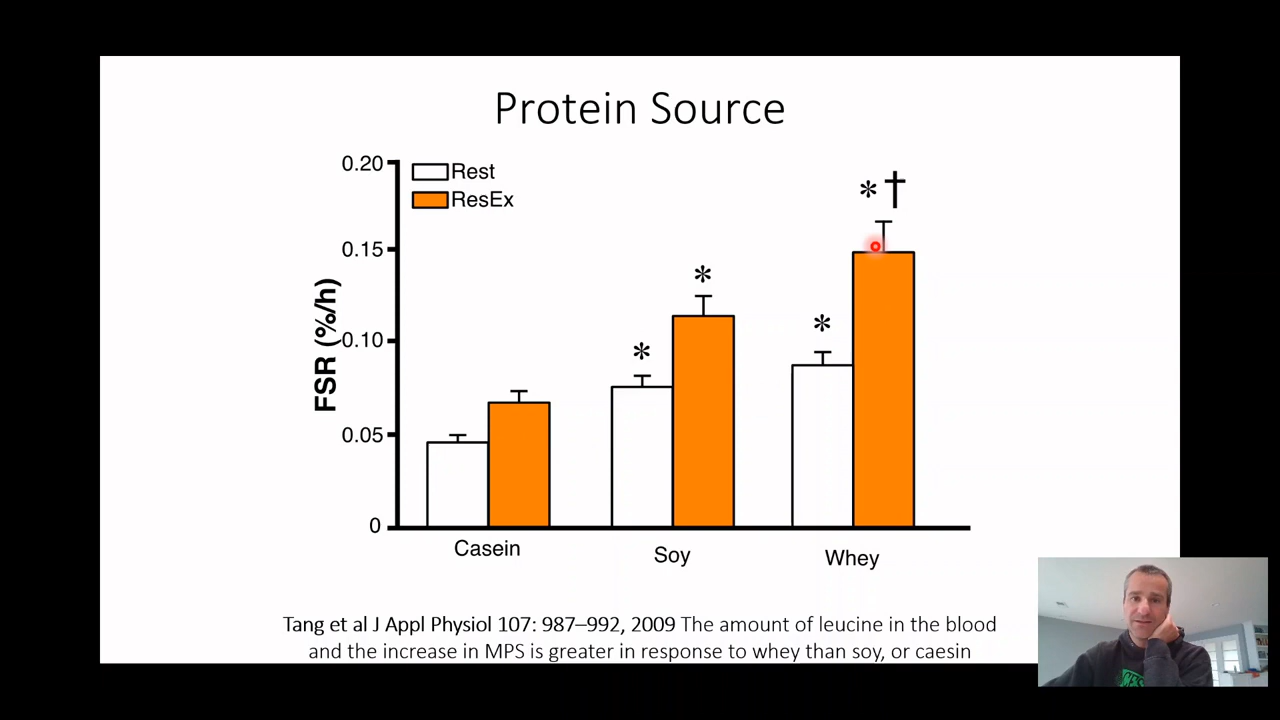 Protein Source
0.20
Rest
ResEx
* †
0.15
*
*
*
FSR (%/h)
0.10
0.05
0
Casein
Soy
Whey
Tang et al J Appl Physiol 107: 987–992, 2009 The amount of leucine in the blood
and the increase in MPS is greater in response to whey than soy, or caesin